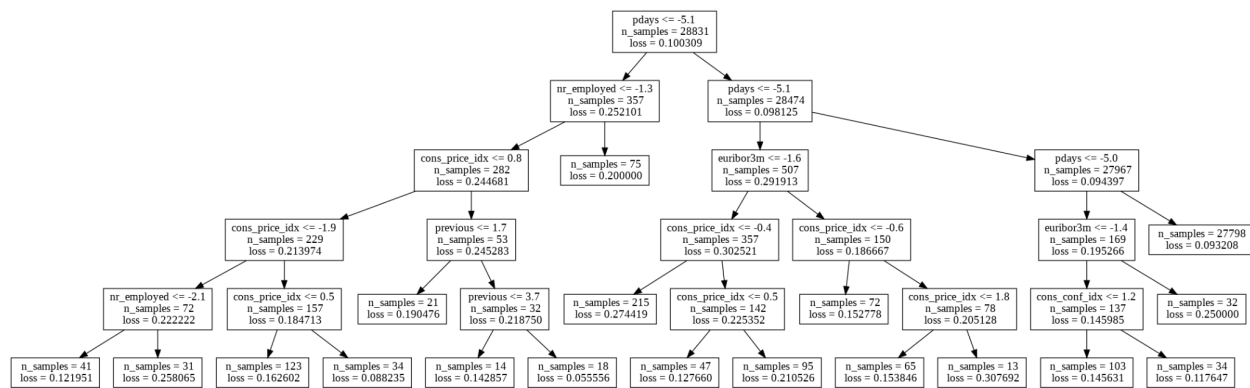 pdays <= -5.1
n_samples = 28831
loss = 0.100309
nr_employed <= -1.3
n_samples = 357
loss = 0.252101
pdays <= -5.1
n_samples = 28474
loss = 0.098125
cons_price_idx <= 0.8
n_samples = 282
loss = 0.244681
n_samples = 75
loss = 0.200000
euribor3m <= -1.6
n_samples = 507
loss = 0.291913
pdays <= -5.0
n_samples = 27967
loss = 0.094397
cons_price_idx <= -1.9
n_samples = 229
loss = 0.213974
previous <= 1.7
n_samples = 53
loss = 0.245283
cons_price_idx <= -0.4
n_samples = 357
loss = 0.302521
cons_price_idx <= -0.6
n_samples = 150
loss = 0.186667
euribor3m <= -1.4
n_samples = 169
loss = 0.195266
n_samples = 27798
loss = 0.093208
nr_employed <= -2.1
n_samples = 72
loss = 0.222222
cons_price_idx <= 0.5
n_samples = 157
loss = 0.184713
n_samples = 21
loss = 0.190476
previous <= 3.7
n_samples = 32
loss = 0.218750
n_samples = 215
loss = 0.274419
cons_price_idx <= 0.5
n_samples = 142
loss = 0.225352
n_samples = 72
loss = 0.152778
cons_price_idx <= 1.8
n_samples = 78
loss = 0.205128
cons_conf_idx <= 1.2
n_samples = 137
loss = 0.145985
n_samples = 32
loss = 0.250000
n_samples = 41
loss = 0.121951
n_samples = 31
loss = 0.258065
n_samples = 123
loss = 0.162602
n_samples = 34
loss = 0.088235
n_samples = 14
loss = 0.142857
n_samples = 18
loss = 0.055556
n_samples = 47
loss = 0.127660
n_samples = 95
loss = 0.210526
n_samples = 65
loss = 0.153846
n_samples = 13
loss = 0.307692
n_samples = 103
loss = 0.145631
n_samples = 34
loss = 0.117647